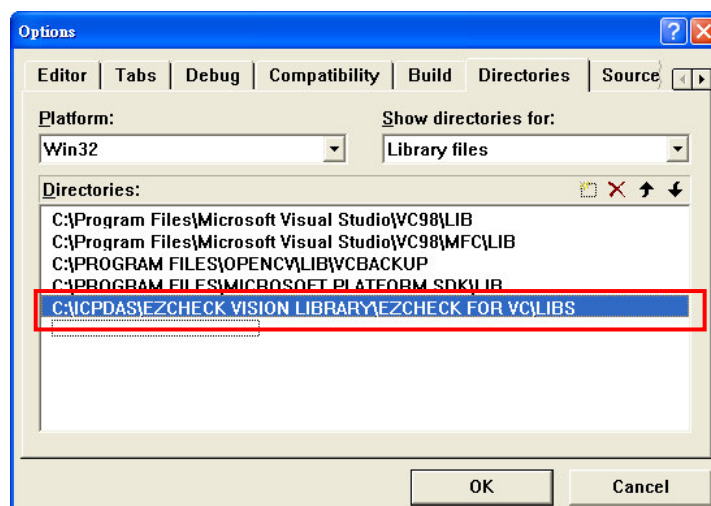 Options
Editor Tabs Debug Compatibility Build Directories Source
Platform: Show directories for:
Win32 Library files
Directories:
C:\Program Files\Microsoft Visual Studio\VC98\LIB
C:\Program Files\Microsoft Visual Studio\VC98\MFC\LIB
C:\PROGRAM FILES\OPENCV\LIB\VCBACKUP
C:\PROGRAM FILES\MICROSOFT PLATFORM SDK\LIB
C:\ICPDAS\EZCHECK VISION LIBRARY\EZCHECK FOR VC\LIBS
OK Cancel